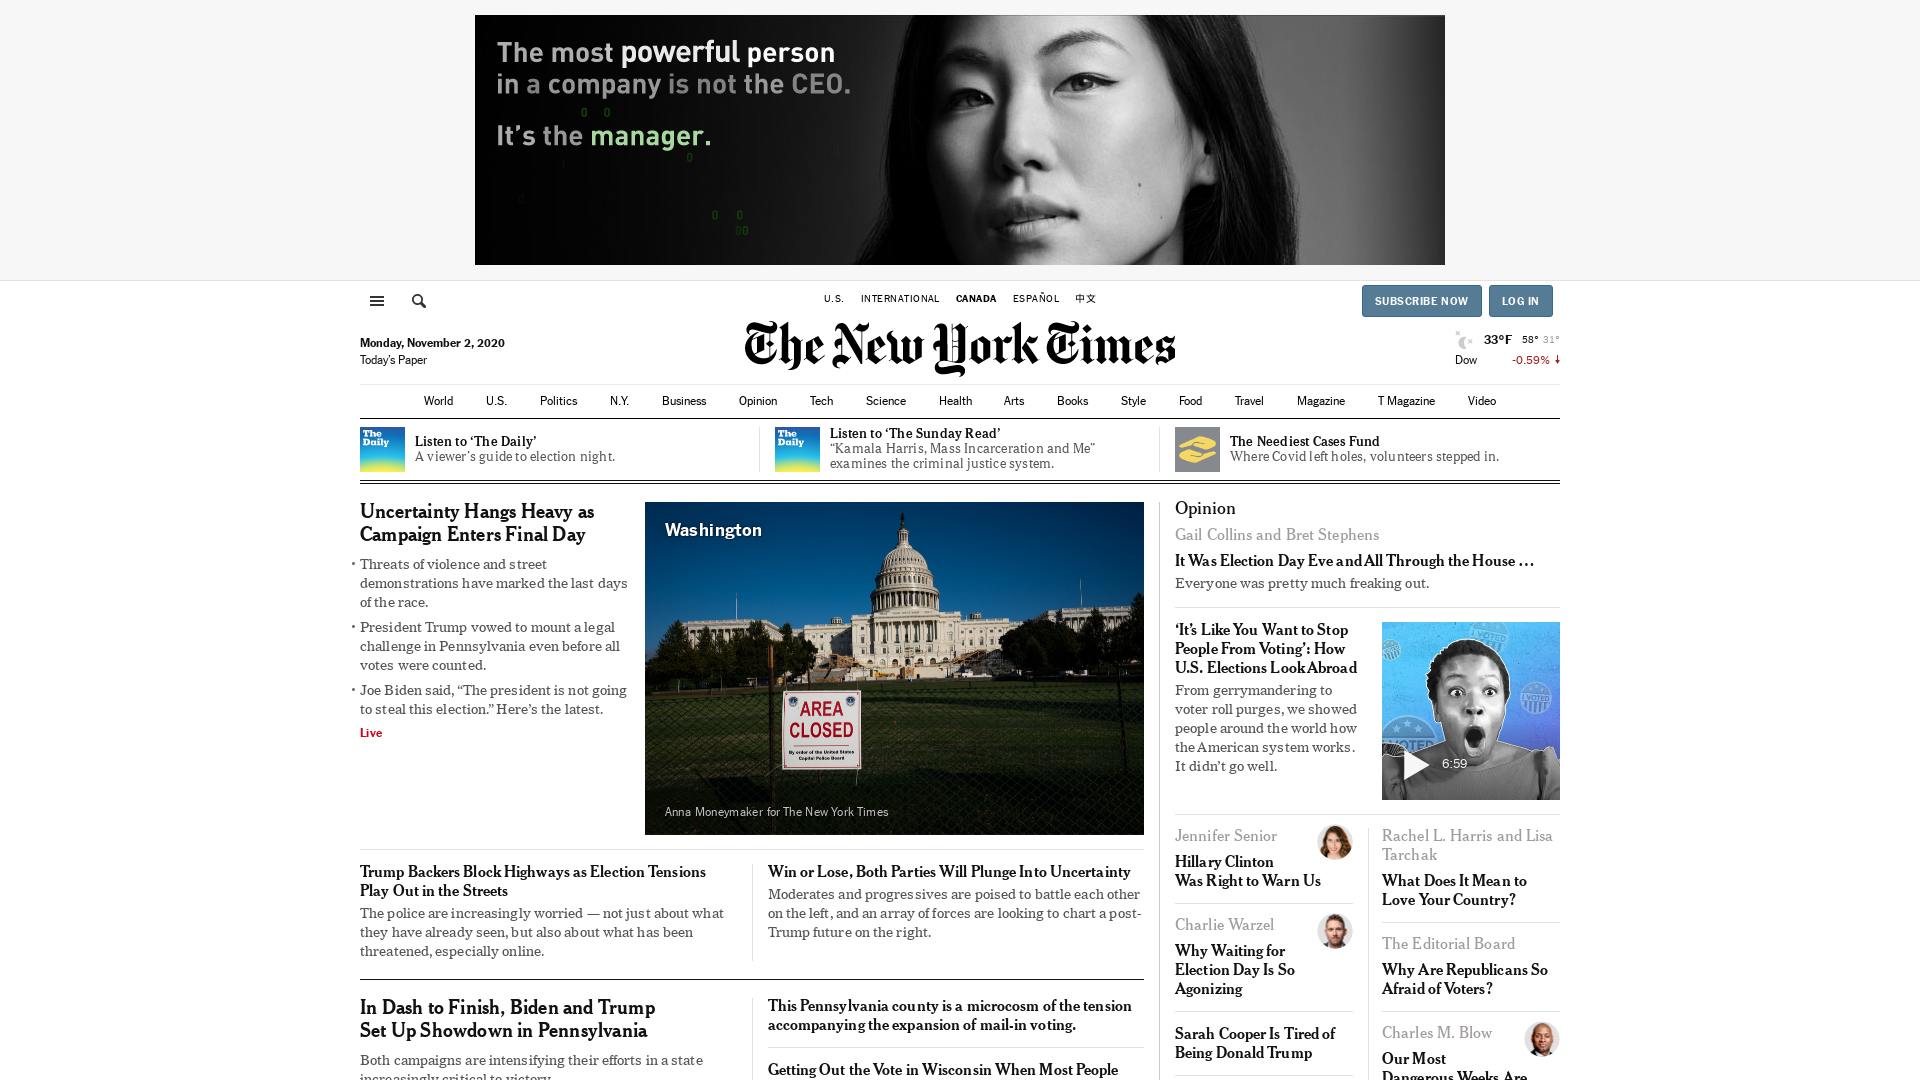 The most powerful person
in a company is not the CEO.
It's the manager.
U.S. INTERNATIONAL CANADA ESPAÑOL 中文
SUBSCRIBE NOW LOG IN
Monday, November 2, 2020
Today's Paper
The New York Times
33°F 58° 31°
Dow -0.59% ↓
World U.S. Politics N.Y. Business Opinion Tech Science Health Arts Books Style Food Travel Magazine T Magazine Video
The Daily
Listen to ‘The Daily’
A viewer's guide to election night.
The Daily
Listen to ‘The Sunday Read’
“Kamala Harris, Mass Incarceration and Me”
examines the criminal justice system.
The Neediest Cases Fund
Where Covid left holes, volunteers stepped in.
Uncertainty Hangs Heavy as
Campaign Enters Final Day
• Threats of violence and street
demonstrations have marked the last days
of the race.
• President Trump vowed to mount a legal
challenge in Pennsylvania even before all
votes were counted.
• Joe Biden said, “The president is not going
to steal this election.” Here’s the latest.
Live
Washington
AREA
CLOSED
By order of the United States
Capitol Police Board
Anna Moneymaker for The New York Times
Trump Backers Block Highways as Election Tensions
Play Out in the Streets
The police are increasingly worried — not just about what
they have already seen, but also about what has been
threatened, especially online.
Win or Lose, Both Parties Will Plunge Into Uncertainty
Moderates and progressives are poised to battle each other
on the left, and an array of forces are looking to chart a post-
Trump future on the right.
In Dash to Finish, Biden and Trump
Set Up Showdown in Pennsylvania
Both campaigns are intensifying their efforts in a state
increasingly critical to victory.
This Pennsylvania county is a microcosm of the tension
accompanying the expansion of mail-in voting.
Getting Out the Vote in Wisconsin When Most People
Opinion
Gail Collins and Bret Stephens
It Was Election Day Eve and All Through the House …
Everyone was pretty much freaking out.
‘It’s Like You Want to Stop
People From Voting’: How
U.S. Elections Look Abroad
From gerrymandering to
voter roll purges, we showed
people around the world how
the American system works.
It didn’t go well.
I VOTED
6:59
Jennifer Senior
Hillary Clinton
Was Right to Warn Us
Charlie Warzel
Why Waiting for
Election Day Is So
Agonizing
Sarah Cooper Is Tired of
Being Donald Trump
Rachel L. Harris and Lisa
Tarchak
What Does It Mean to
Love Your Country?
The Editorial Board
Why Are Republicans So
Afraid of Voters?
Charles M. Blow
Our Most
Dangerous Weeks Are